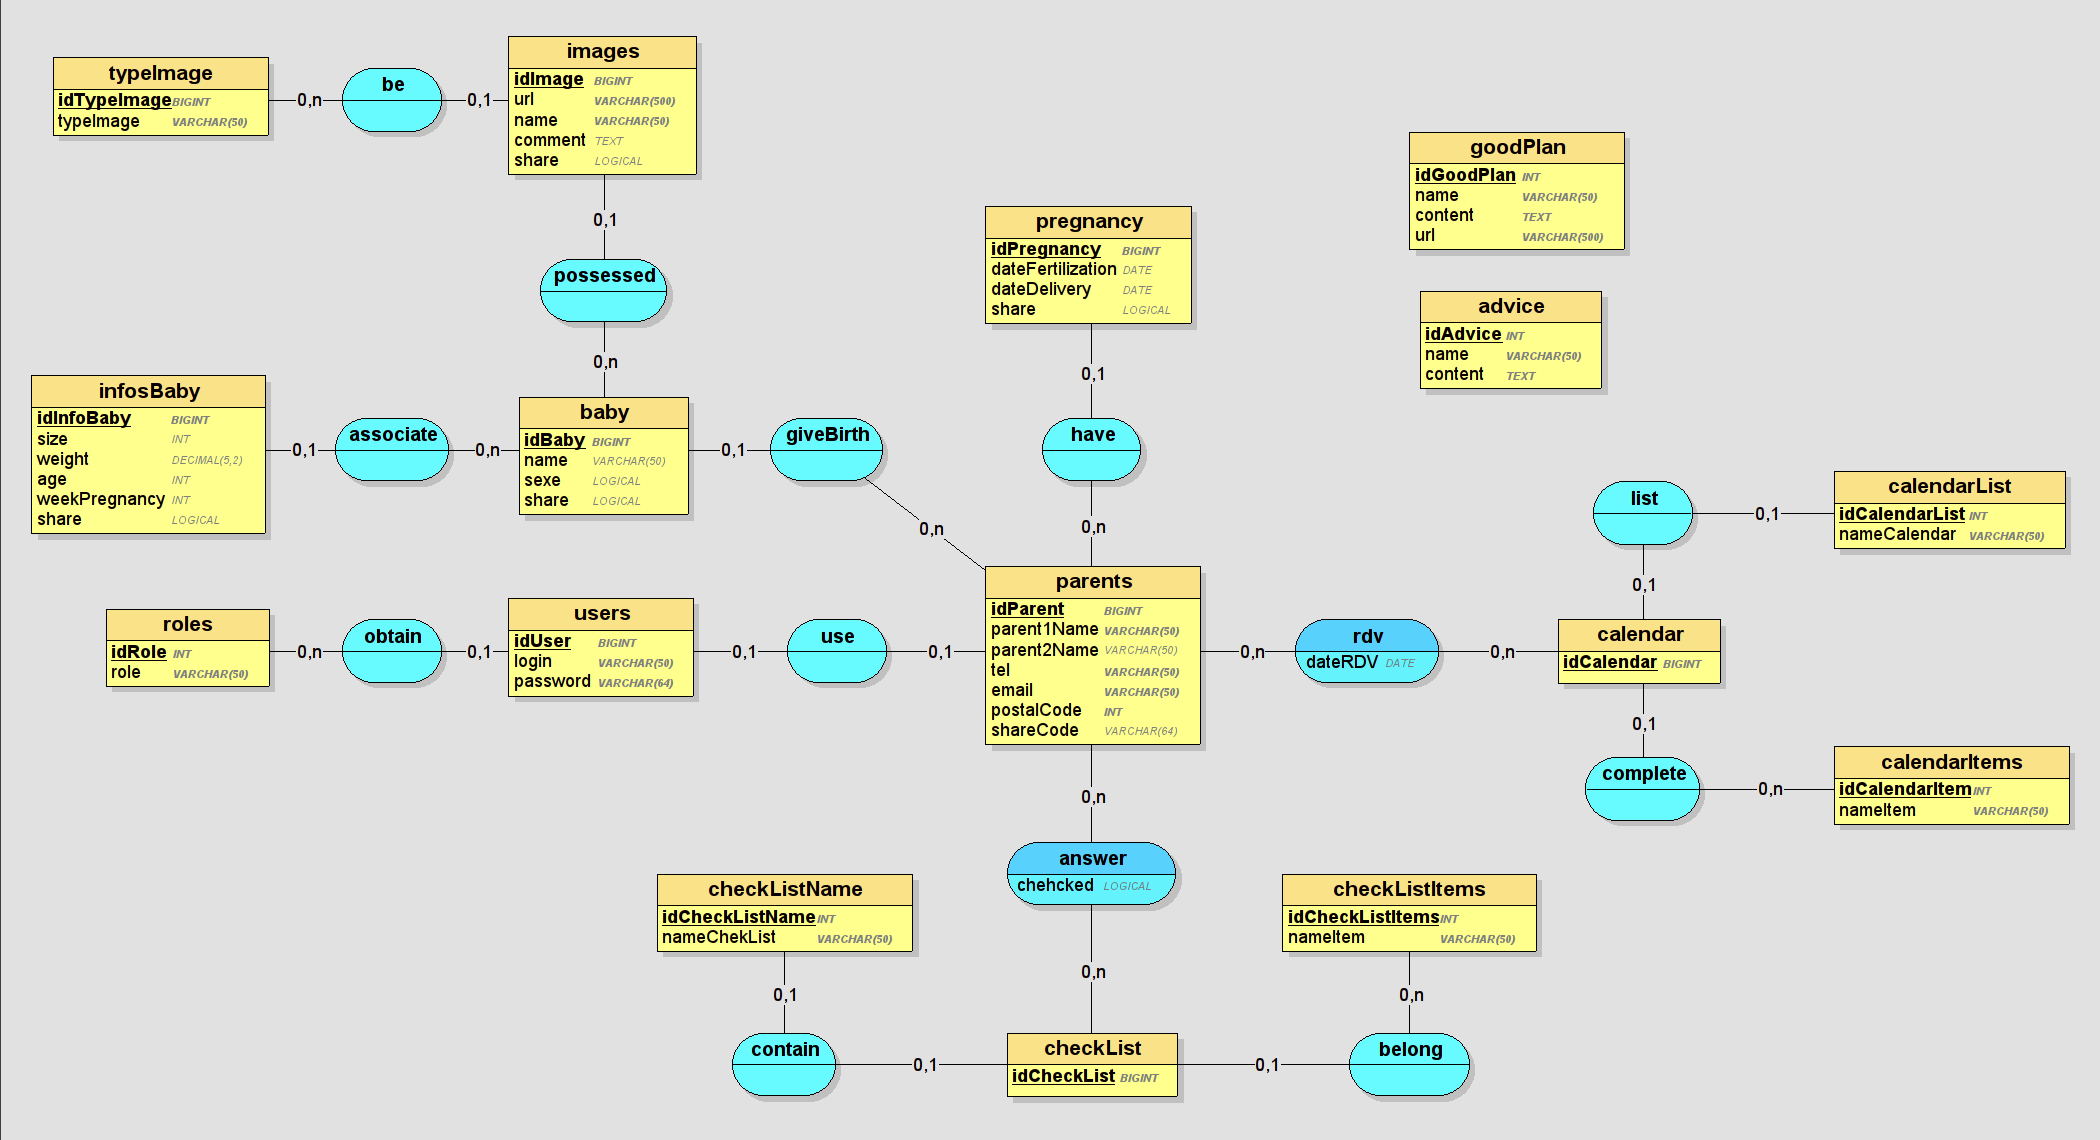 typeImage
idTypeImage BIGINT
typeImage VARCHAR(50)
0,n
be
0,1
images
idImage BIGINT
url VARCHAR(500)
name VARCHAR(50)
comment TEXT
share LOGICAL
0,1
possessed
0,n
goodPlan
idGoodPlan INT
name VARCHAR(50)
content TEXT
url VARCHAR(500)
pregnancy
idPregnancy BIGINT
dateFertilization DATE
dateDelivery DATE
share LOGICAL
0,1
have
0,n
advice
idAdvice INT
name VARCHAR(50)
content TEXT
infosBaby
idInfoBaby BIGINT
size INT
weight DECIMAL(5,2)
age INT
weekPregnancy INT
share LOGICAL
0,1
associate
0,n
baby
idBaby BIGINT
name VARCHAR(50)
sexe LOGICAL
share LOGICAL
0,1
giveBirth
0,n
list
0,1
calendarList
idCalendarList INT
nameCalendar VARCHAR(50)
0,1
roles
idRole INT
role VARCHAR(50)
0,n
obtain
0,1
users
idUser BIGINT
login VARCHAR(50)
password VARCHAR(64)
0,1
use
0,1
parents
idParent BIGINT
parent1Name VARCHAR(50)
parent2Name VARCHAR(50)
tel VARCHAR(50)
email VARCHAR(50)
postalCode INT
shareCode VARCHAR(64)
0,n
rdv
dateRDV DATE
0,n
calendar
idCalendar BIGINT
0,1
complete
0,n
calendarItems
idCalendarItem INT
nameItem VARCHAR(50)
0,n
answer
chehcked LOGICAL
0,n
checkListName
idCheckListName INT
nameChekList VARCHAR(50)
0,1
contain
0,1
checkList
idCheckList BIGINT
0,1
belong
0,n
checkListItems
idCheckListItems INT
nameItem VARCHAR(50)